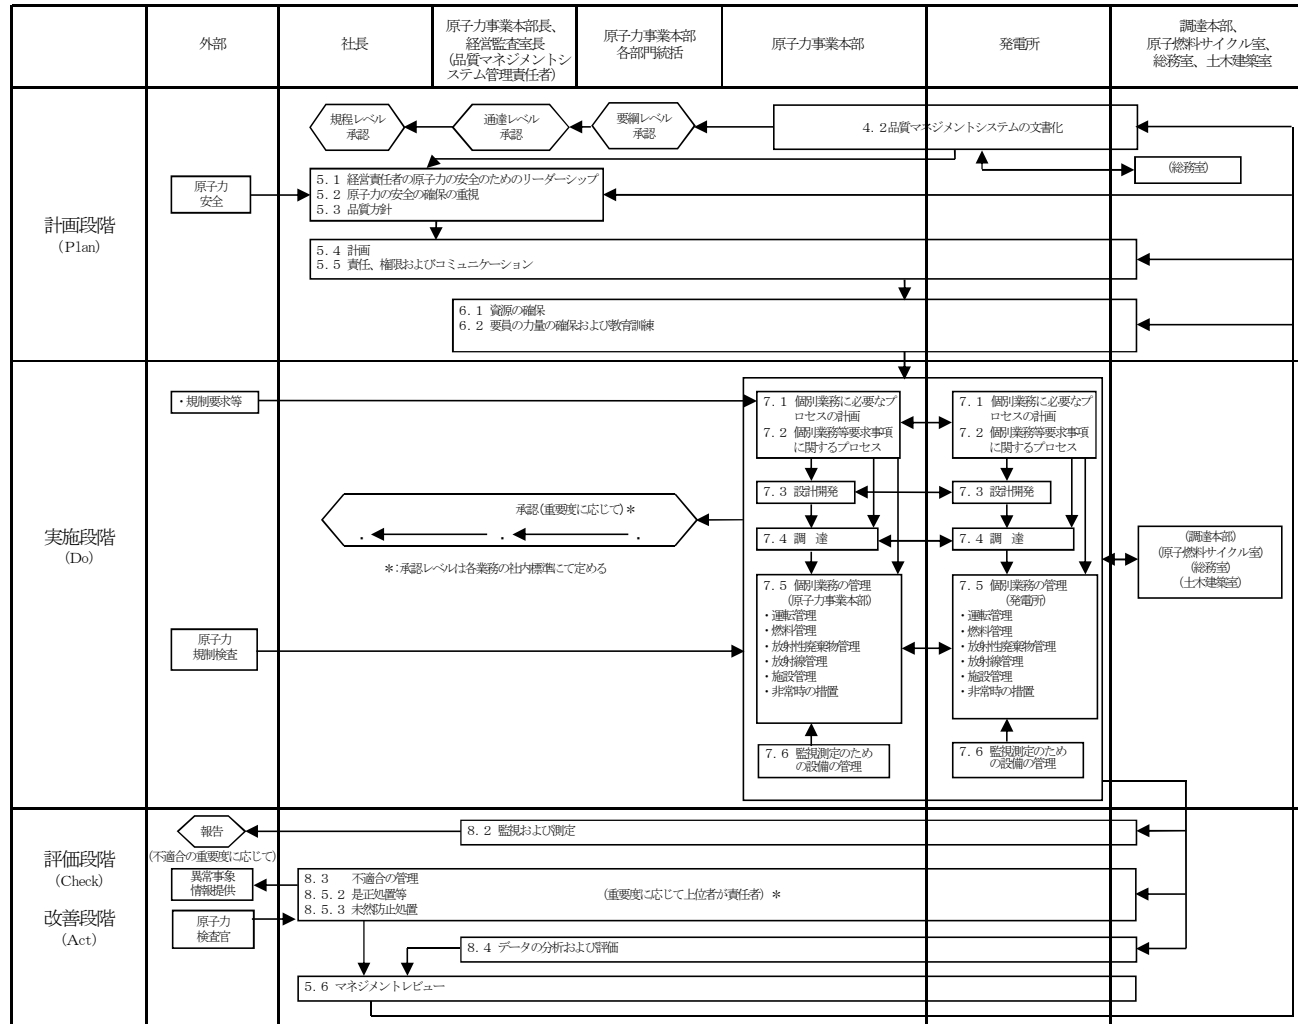 外部
社長
原子力事業本部長、
経営監査室長
(品質マネジメントシ
ステム管理責任者)
原子力事業本部
各部門統括
原子力事業本部
発電所
調達本部、
原子燃料サイクル室、
総務室、土木建築室
計画段階
(Plan)
規程レベル
承認
通達レベル
承認
要綱レベル
承認
4.2品質マネジメントシステムの文書化
(総務室)
原子力
安全
5.1 経営責任者の原子力の安全のためのリーダーシップ
5.2 原子力の安全の確保の重視
5.3 品質方針
5.4 計画
5.5 責任、権限およびコミュニケーション
6.1 資源の確保
6.2 要員の力量の確保および教育訓練
実施段階
(Do)
・規制要求等
7.1 個別業務に必要なプ
ロセスの計画
7.2 個別業務等要求事項
に関するプロセス
7.1 個別業務に必要なプ
ロセスの計画
7.2 個別業務等要求事項
に関するプロセス
7.3 設計開発
7.3 設計開発
承認(重要度に応じて)*
. . .
*:承認レベルは各業務の社内標準にて定める
7.4 調 達
7.4 調 達
(調達本部)
(原子燃料サイクル室)
(総務室)
(土木建築室)
原子力
規制検査
7.5 個別業務の管理
(原子力事業本部)
・運転管理
・燃料管理
・放射性廃棄物管理
・放射線管理
・施設管理
・非常時の措置
7.5 個別業務の管理
(発電所)
・運転管理
・燃料管理
・放射性廃棄物管理
・放射線管理
・施設管理
・非常時の措置
7.6 監視測定のため
の設備の管理
7.6 監視測定のため
の設備の管理
評価段階
(Check)
改善段階
(Act)
報告
(不適合の重要度に応じて)
8.2 監視および測定
異常事象
情報提供
8.3 不適合の管理
8.5.2 是正処置等
(重要度に応じて上位者が責任者)*
8.5.3 未然防止処置
原子力
検査官
8.4 データの分析および評価
5.6 マネジメントレビュー